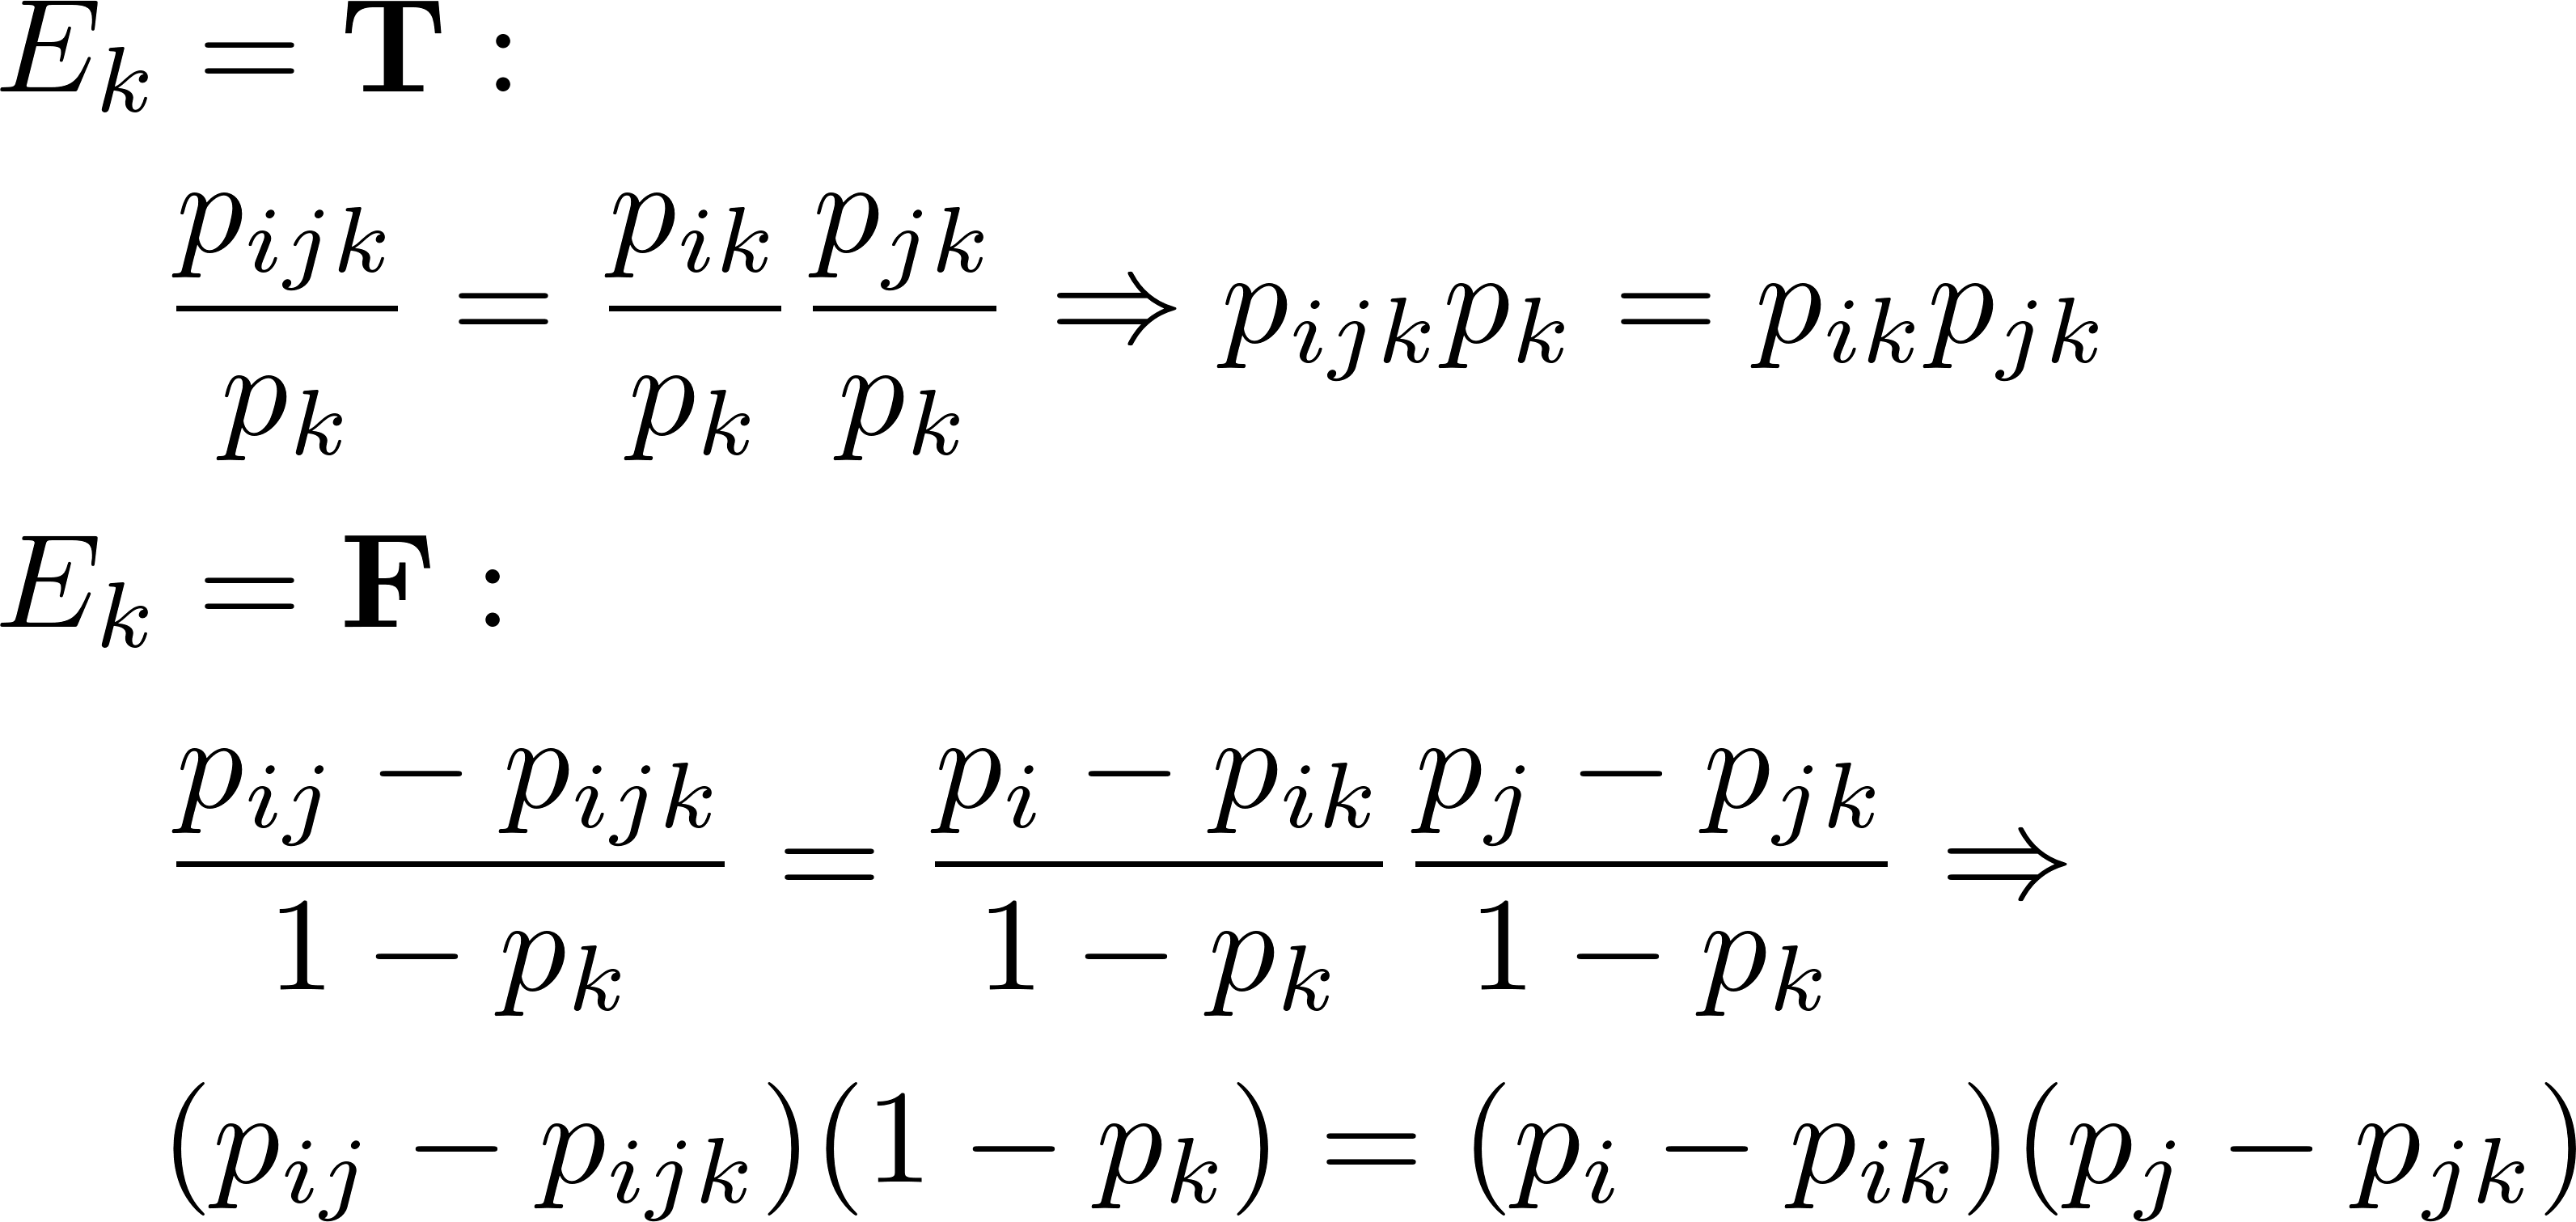 $E_k = \mathbf{T}:$
$\frac{p_{ijk}}{p_k} = \frac{p_{ik}}{p_k} \frac{p_{jk}}{p_k} \Rightarrow p_{ijk} p_k = p_{ik} p_{jk}$
$E_k = \mathbf{F}:$
$\frac{p_{ij} - p_{ijk}}{1 - p_k} = \frac{p_i - p_{ik}}{1 - p_k} \frac{p_j - p_{jk}}{1 - p_k} \Rightarrow$
$(p_{ij} - p_{ijk})(1 - p_k) = (p_i - p_{ik})(p_j - p_{jk})$